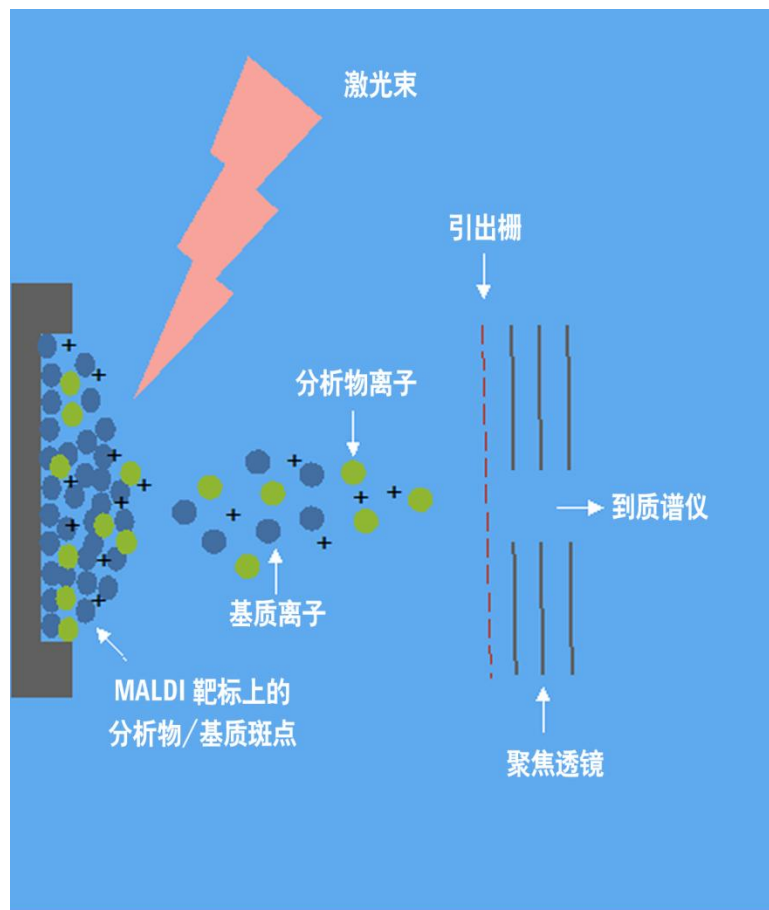 激光束
引出栅
分析物离子
到质谱仪
基质离子
MALDI 靶标上的
分析物/基质斑点
聚焦透镜